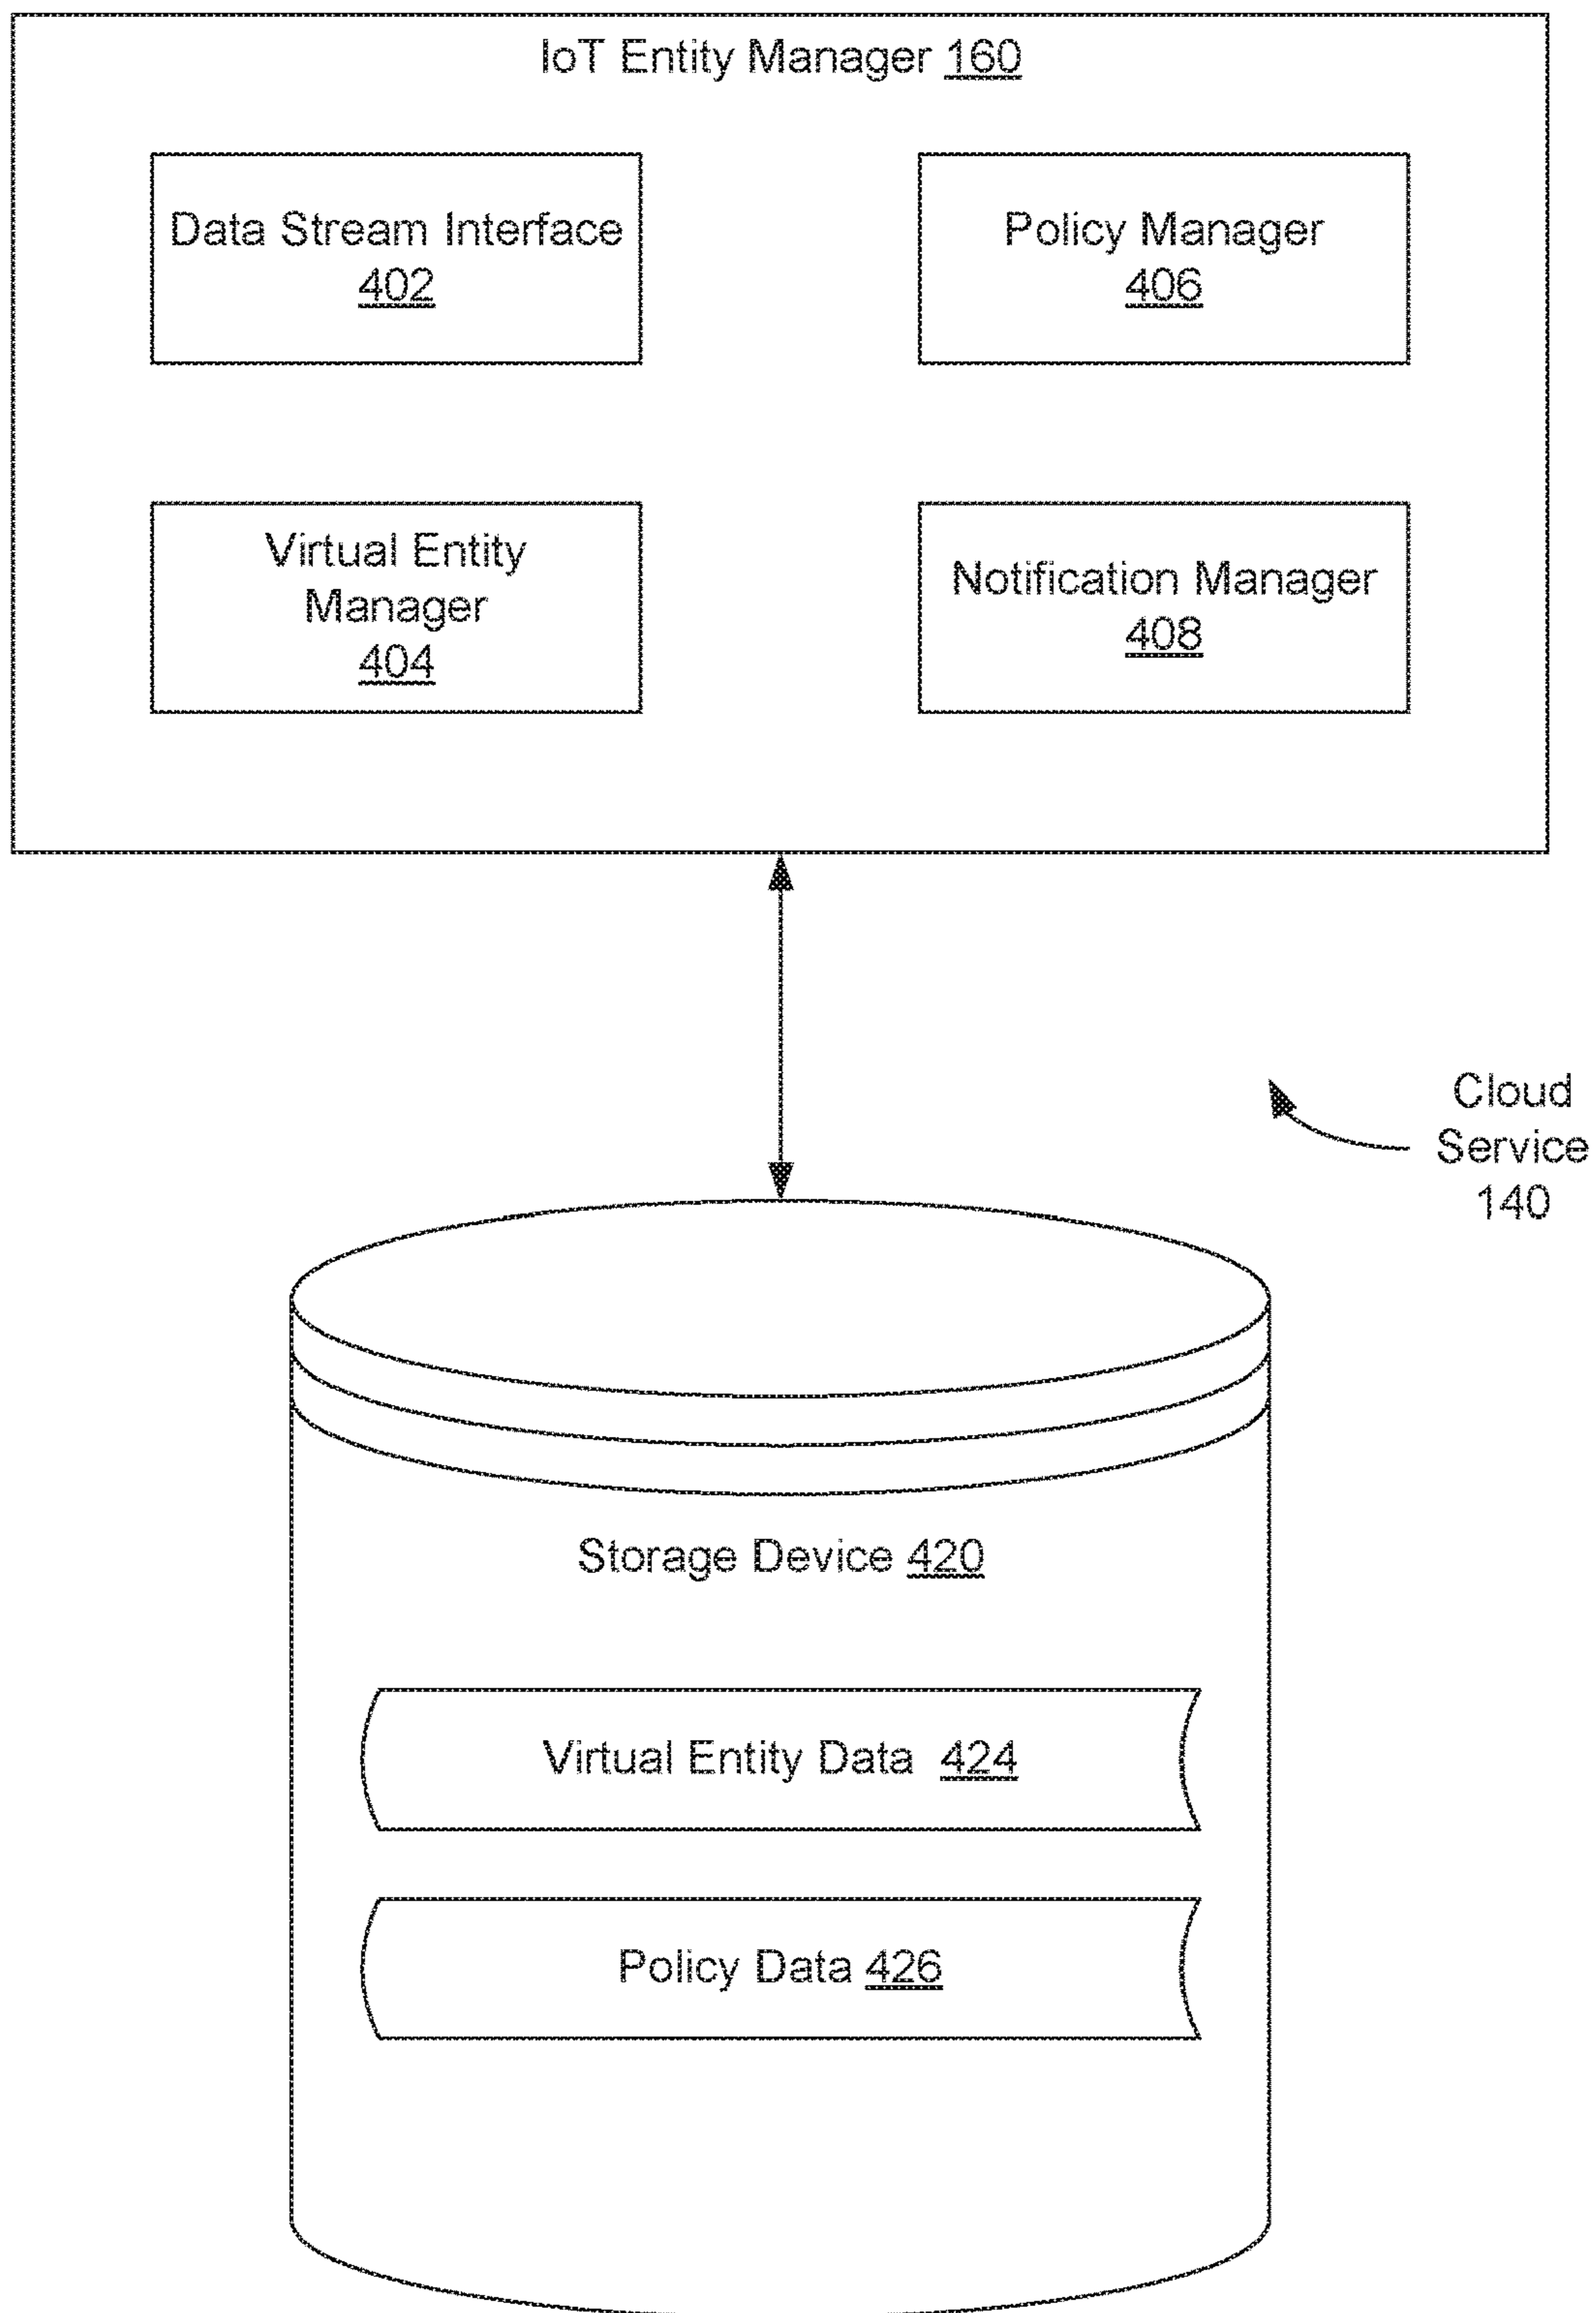 IoT Entity Manager 160
Data Stream Interface
402
Policy Manager
406
Virtual Entity
Manager
404
Notification Manager
408
Cloud
Service
140
Storage Device 420
Virtual Entity Data 424
Policy Data 426